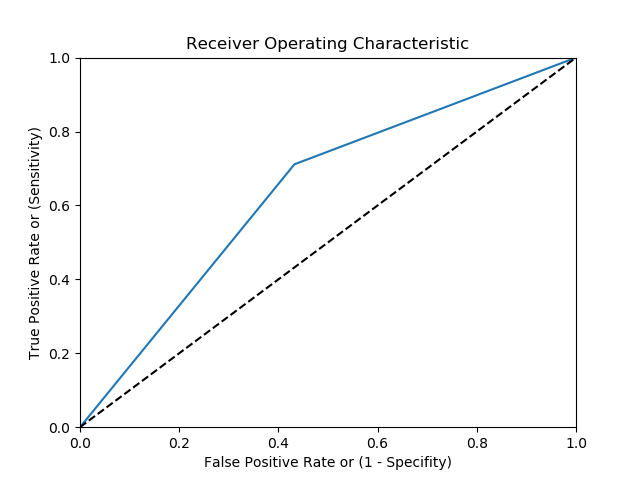 Receiver Operating Characteristic
1.0
0.8
0.6
0.4
0.2
0.0
True Positive Rate or (Sensitivity)
0.0 0.2 0.4 0.6 0.8 1.0
False Positive Rate or (1 - Specifity)